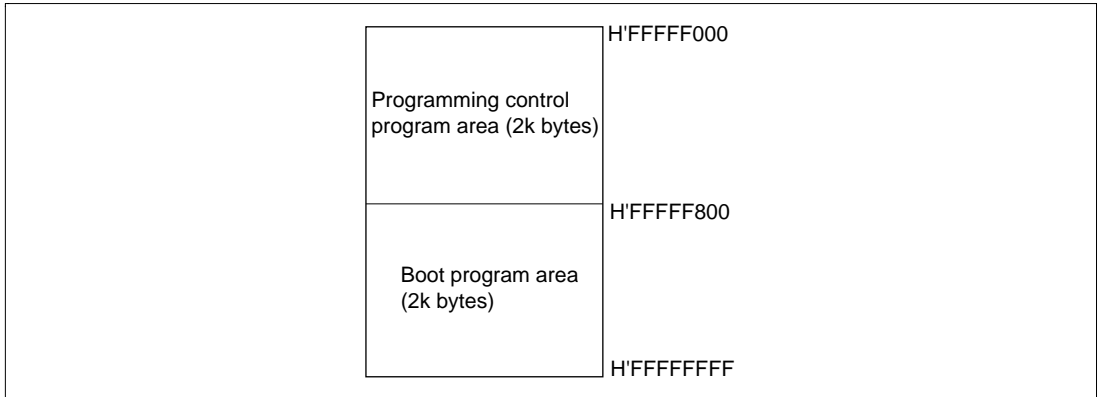 H'FFFFF000
Programming control
program area (2k bytes)
H'FFFFF800
Boot program area
(2k bytes)
H'FFFFFFFF